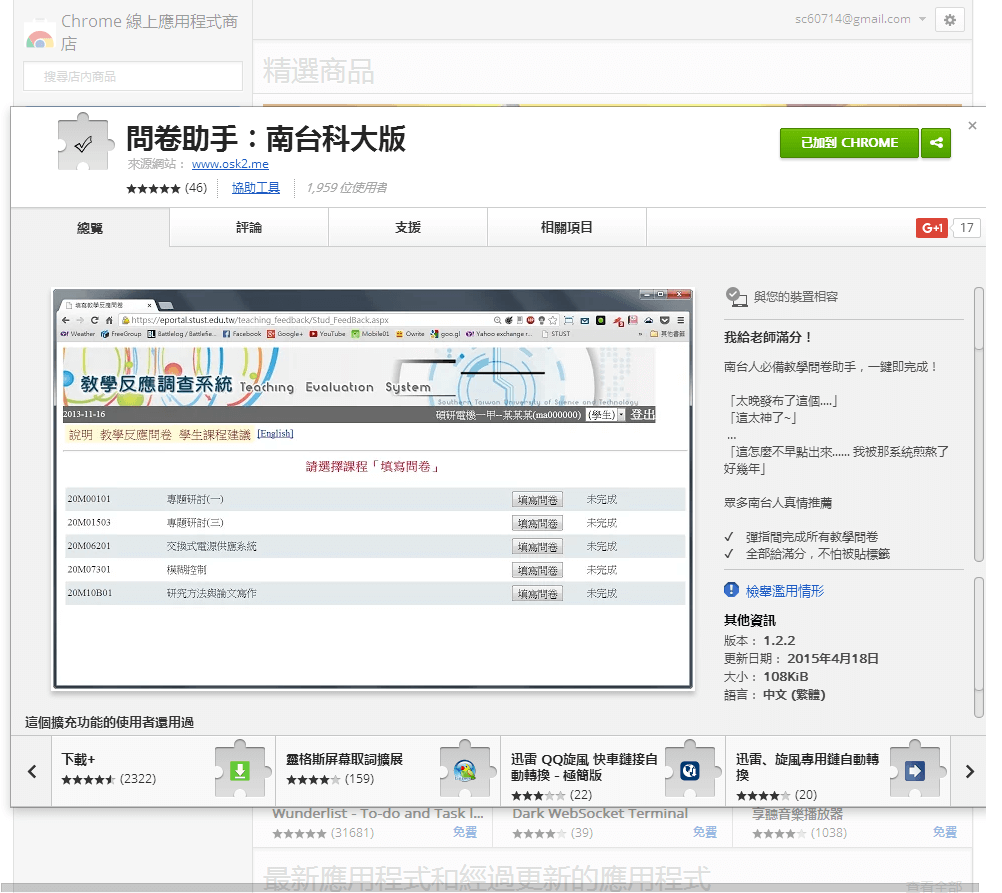 Chrome 線上應用程式商
店
sc60714@gmail.com
搜尋店內商品
精選商品
問卷助手：南台科大版
來源網站： www.osk2.me
(46) 協助工具 1,959 位使用者
已加到 CHROME
總覽 評論 支援 相關項目
G+1 17
填寫教學反應問卷
https://eportal.stust.edu.tw/teaching_feedback/Stud_FeedBack.aspx
Weather FreeGroup Battlelog / Battlefie... Facebook Google+ YouTube Mobile01 Owrite goo.gl Yahoo exchange r... STUST » 其他書籤
教學反應調查系統 Teaching Evaluation System
Southern Taiwan University of Science and Technology
2013-11-16 碩研電機一甲--某某某(ma000000) (學生) 登出
說明 教學反應問卷 學生課程建議 [English]
請選擇課程「填寫問卷」
20M00101 專題研討(一) 填寫問卷 未完成
20M01503 專題研討(三) 填寫問卷 未完成
20M06201 交換式電源供應系統 填寫問卷 未完成
20M07301 模糊控制 填寫問卷 未完成
20M10B01 研究方法與論文寫作 填寫問卷 未完成
與您的裝置相容
我給老師滿分！
南台人必備教學問卷助手，一鍵即完成！
「太晚發布了這個....」
「這太神了~」
...
「這怎麼不早點出來...... 我被那系統煎熬了
好幾年」
眾多南台人真情推薦
✓ 彈指間完成所有教學問卷
✓ 全部給滿分，不怕被貼標籤
檢舉濫用情形
其他資訊
版本： 1.2.2
更新日期： 2015年4月18日
大小： 108KiB
語言： 中文 (繁體)
這個擴充功能的使用者還用過
下載+
(2322)
靈格斯屏幕取詞擴展
(159)
迅雷 QQ旋風 快車鏈接自
動轉換 - 極簡版
(22)
迅雷、旋風專用鏈自動轉
換
(20)
Wunderlist - To-do and Task l...
(31681) 免費
Dark WebSocket Terminal
(39) 免費
享聽音樂播放器
(1038) 免費
最新應用程式和經過更新的應用程式
查看全部